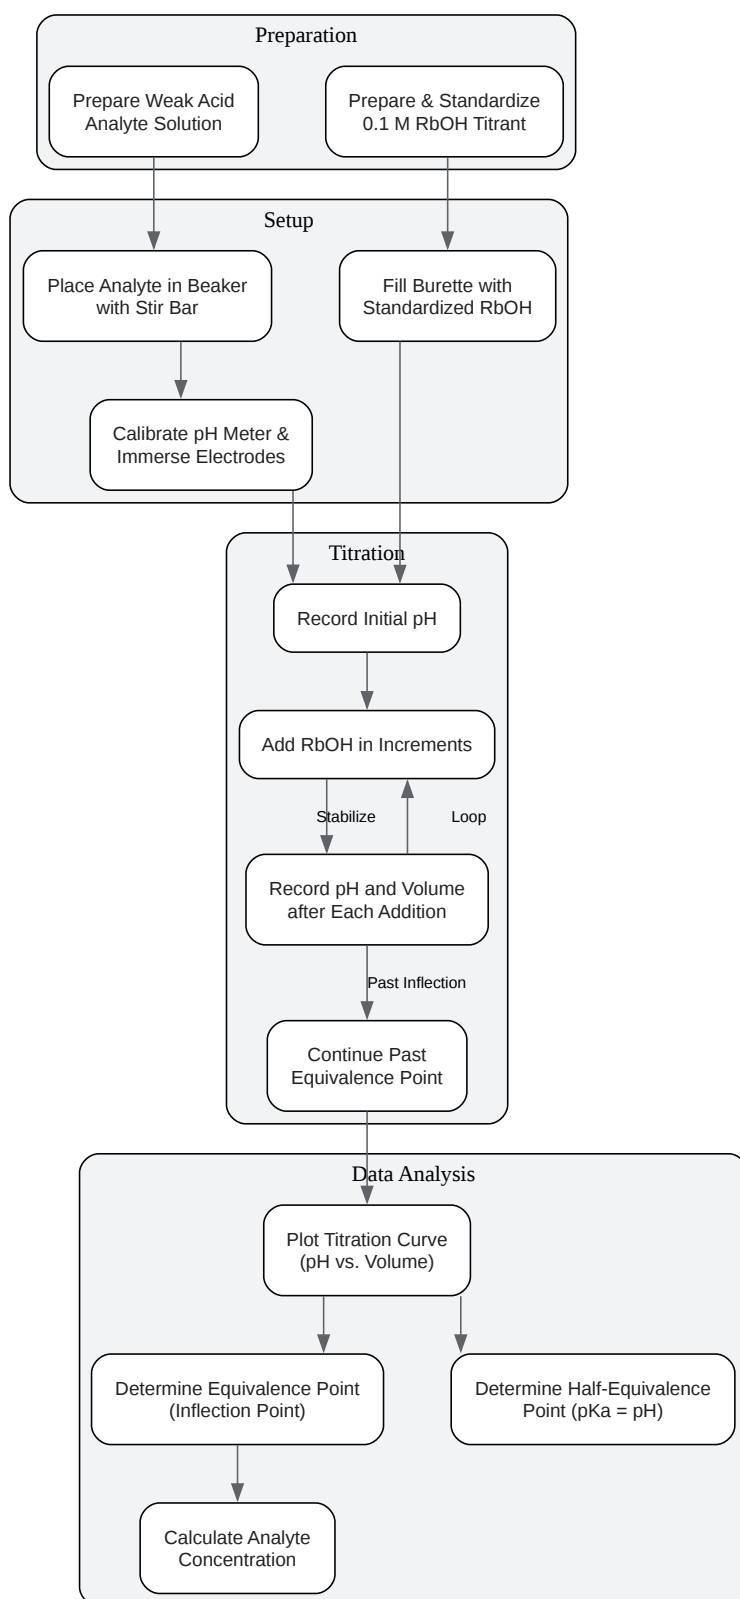 Preparation
Prepare Weak Acid
Analyte Solution
Prepare & Standardize
0.1 M RbOH Titrant
Setup
Place Analyte in Beaker
with Stir Bar
Fill Burette with
Standardized RbOH
Calibrate pH Meter &
Immerse Electrodes
Titration
Record Initial pH
Add RbOH in Increments
Stabilize
Loop
Record pH and Volume
after Each Addition
Past Inflection
Continue Past
Equivalence Point
Data Analysis
Plot Titration Curve
(pH vs. Volume)
Determine Equivalence Point
(Inflection Point)
Determine Half-Equivalence
Point (pKa = pH)
Calculate Analyte
Concentration